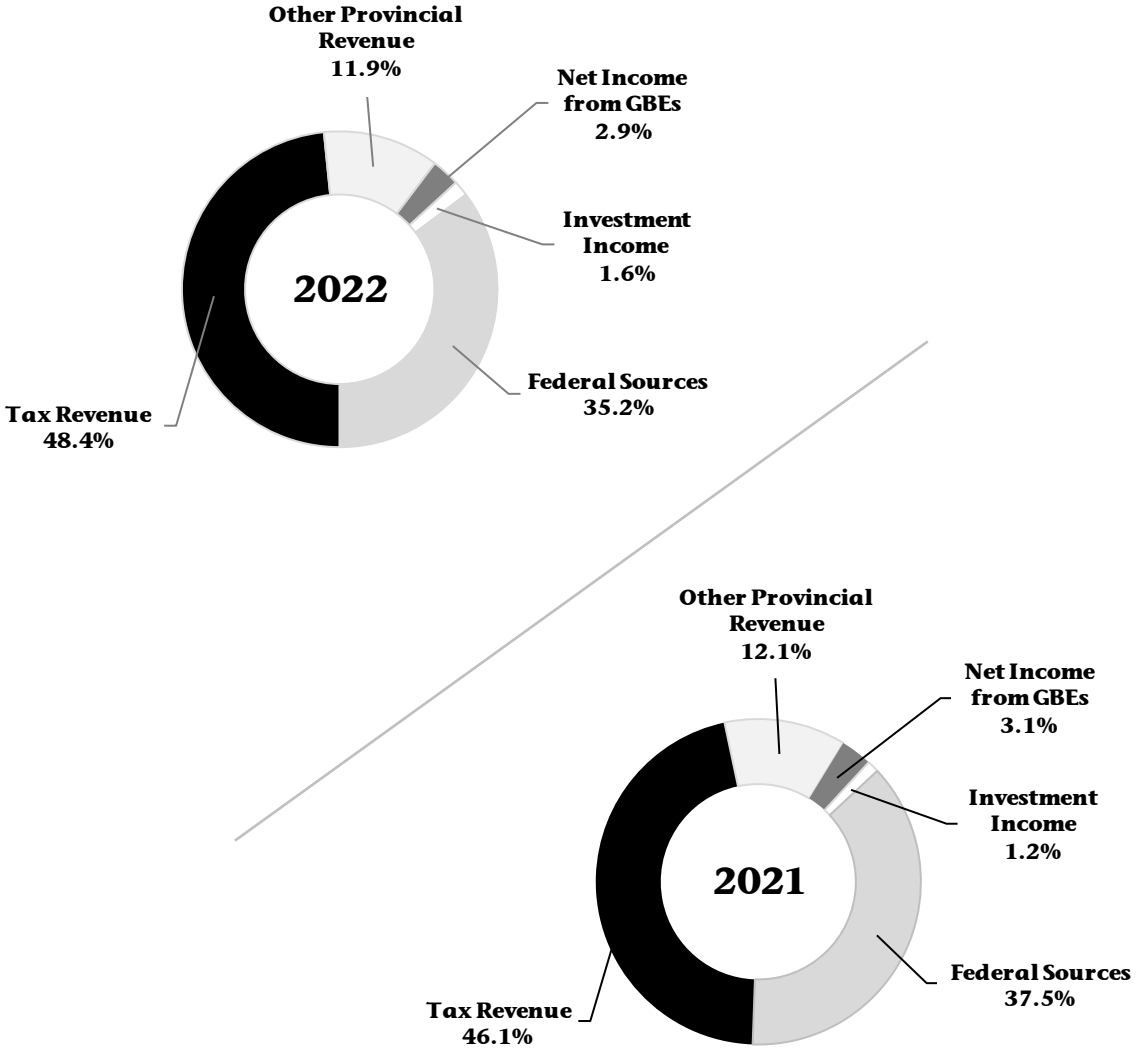 Other Provincial
Revenue
11.9%
Net Income
from GBEs
2.9%
Investment
Income
1.6%
2022
Federal Sources
35.2%
Tax Revenue
48.4%
Other Provincial
Revenue
12.1%
Net Income
from GBEs
3.1%
Investment
Income
1.2%
2021
Federal Sources
37.5%
Tax Revenue
46.1%